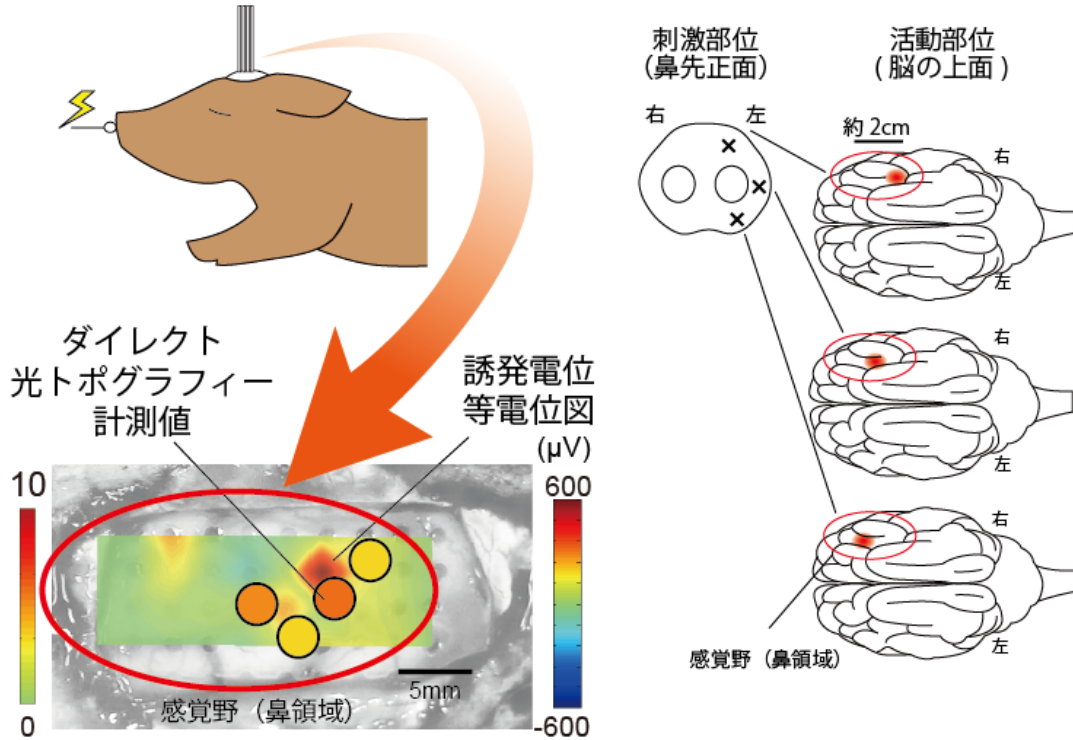 刺激部位
（鼻先正面）
活動部位
( 脳の上面 )
右
左
約 2cm
右
左
右
左
右
左
感覚野（鼻領域）
ダイレクト
光トポグラフィー
計測値
誘発電位
等電位図
(μV)
10
0
600
-600
5mm
感覚野（鼻領域）